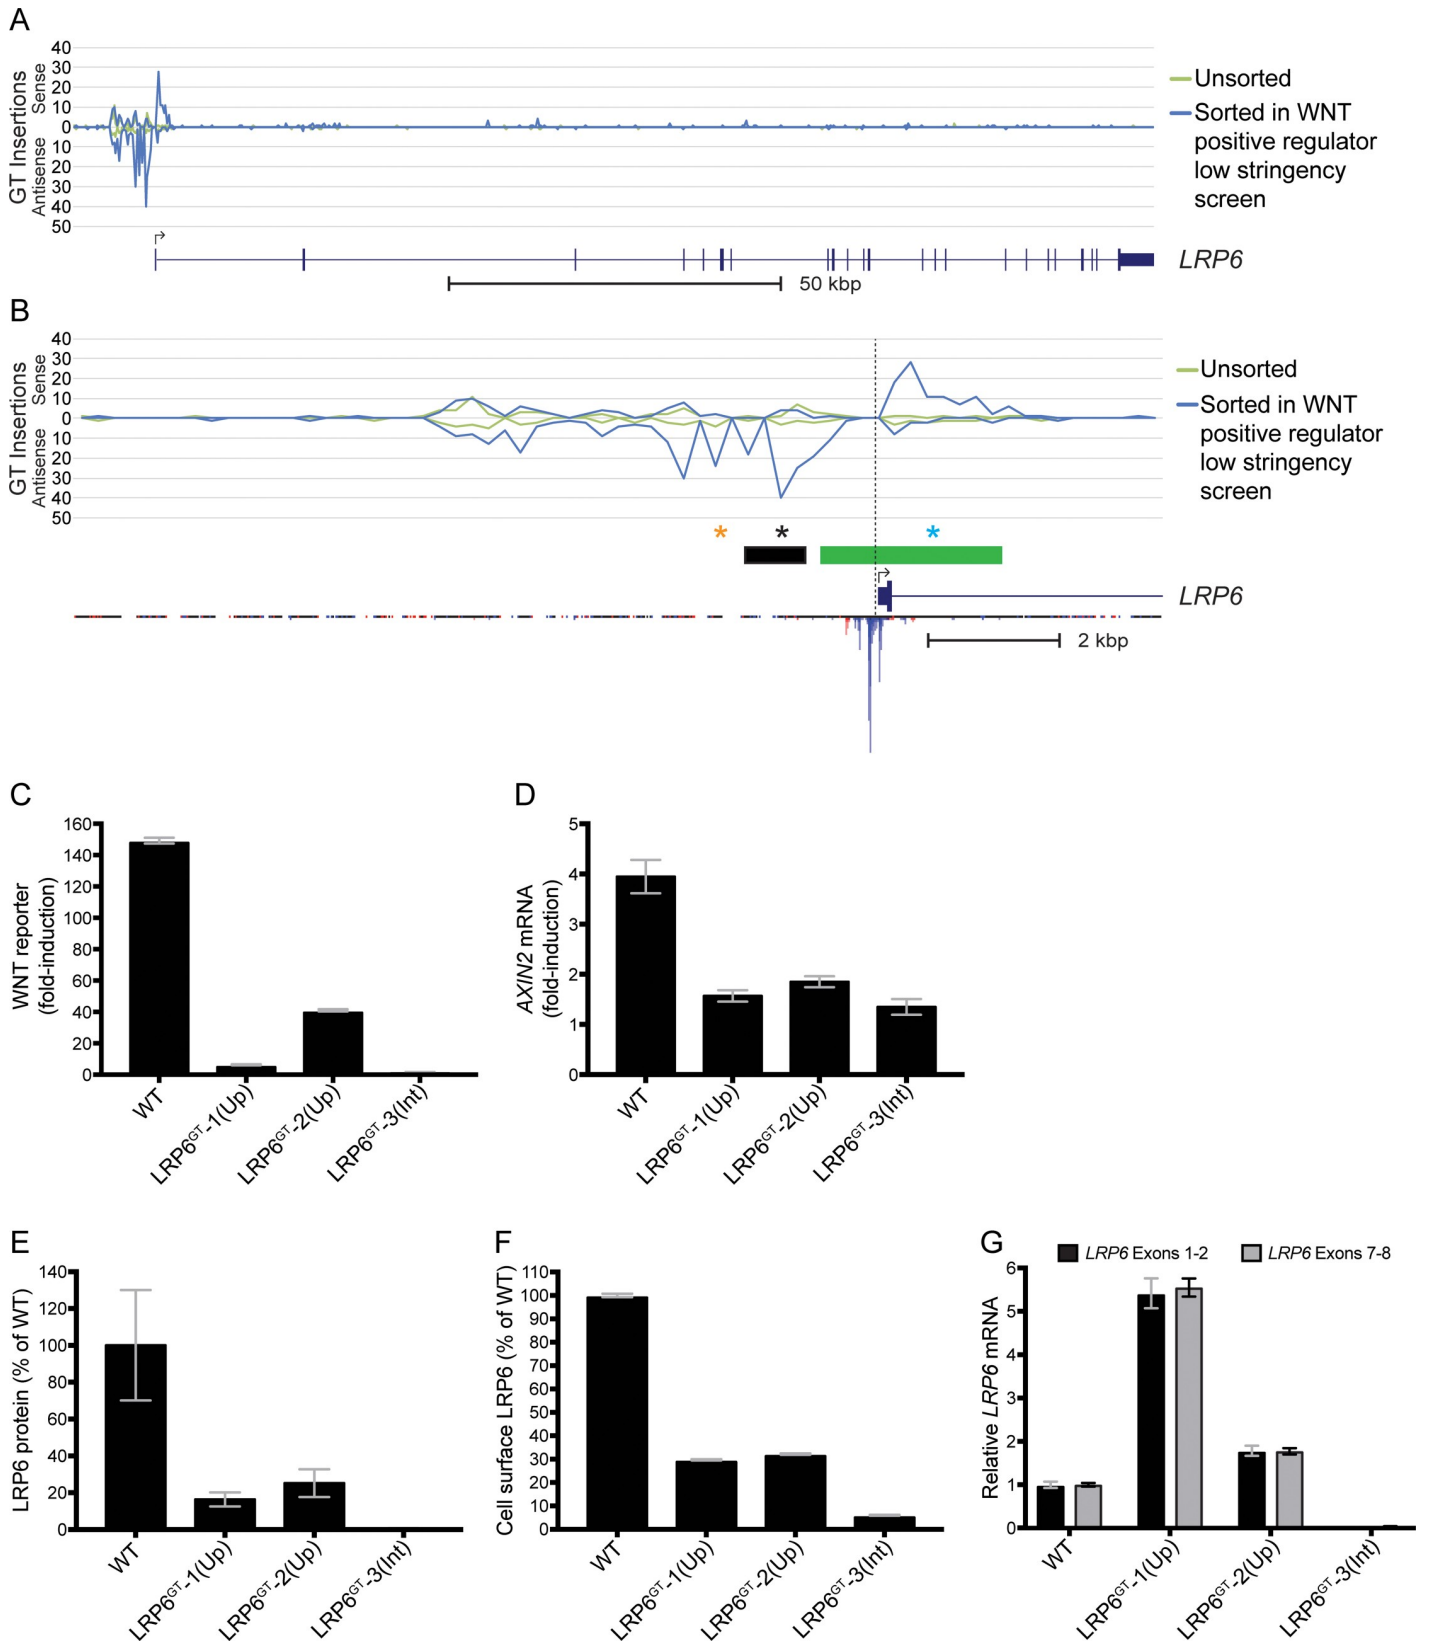 A
40
30
20
10
0
10
20
30
40
50
GT Insertions
Sense
Antisense
Unsorted
Sorted in WNT
positive regulator
low stringency
screen
LRP6
50 kbp
B
40
30
20
10
0
10
20
30
40
50
GT Insertions
Sense
Antisense
Unsorted
Sorted in WNT
positive regulator
low stringency
screen
* * *
LRP6
2 kbp
C
WNT reporter
(fold-induction)
160
140
120
100
80
60
40
20
0
WT
LRP6GT-1(Up)
LRP6GT-2(Up)
LRP6GT-3(Int)
D
AXIN2 mRNA
(fold-induction)
5
4
3
2
1
0
WT
LRP6GT-1(Up)
LRP6GT-2(Up)
LRP6GT-3(Int)
E
LRP6 protein (% of WT)
140
120
100
80
60
40
20
0
WT
LRP6GT-1(Up)
LRP6GT-2(Up)
LRP6GT-3(Int)
F
Cell surface LRP6 (% of WT)
110
100
90
80
70
60
50
40
30
20
10
0
WT
LRP6GT-1(Up)
LRP6GT-2(Up)
LRP6GT-3(Int)
G
LRP6 Exons 1-2
LRP6 Exons 7-8
Relative LRP6 mRNA
6
5
4
3
2
1
0
WT
LRP6GT-1(Up)
LRP6GT-2(Up)
LRP6GT-3(Int)